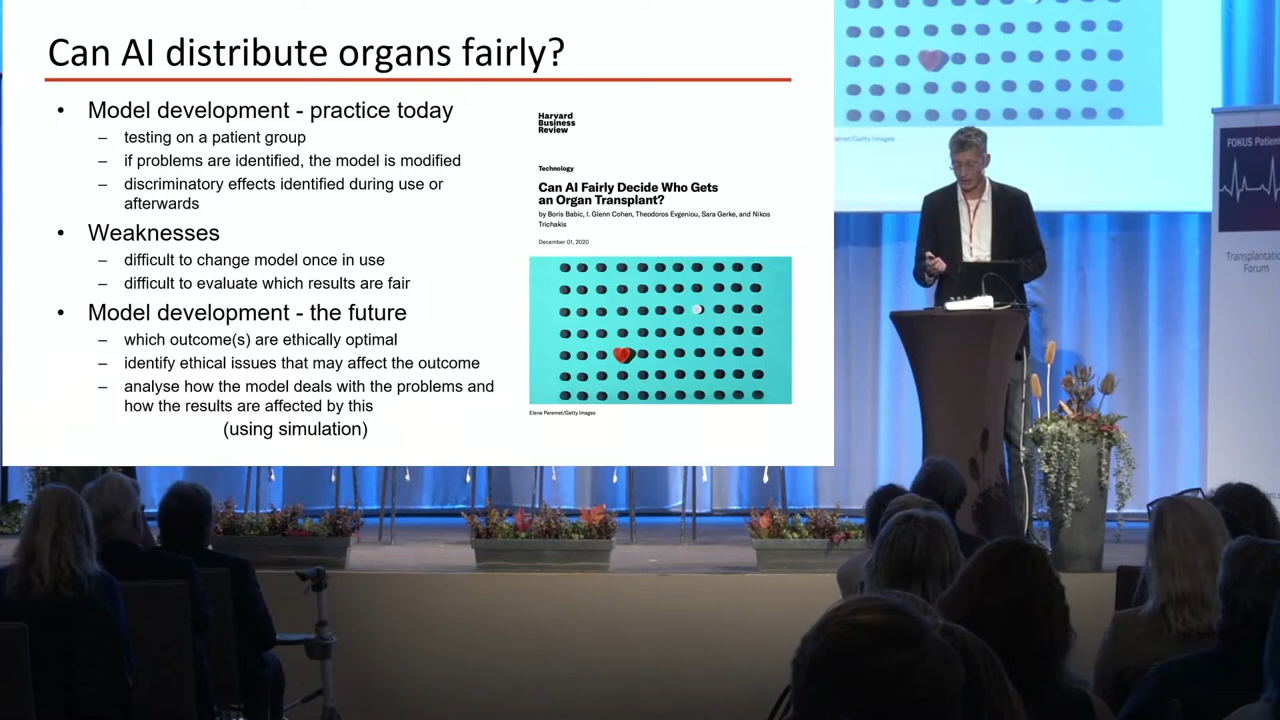 Can AI distribute organs fairly?
• Model development - practice today
– testing on a patient group
– if problems are identified, the model is modified
– discriminatory effects identified during use or
afterwards
• Weaknesses
– difficult to change model once in use
– difficult to evaluate which results are fair
• Model development - the future
– which outcome(s) are ethically optimal
– identify ethical issues that may affect the outcome
– analyse how the model deals with the problems and
how the results are affected by this
(using simulation)
Harvard
Business
Review
Technology
Can AI Fairly Decide Who Gets
an Organ Transplant?
by Boris Babic, I. Glenn Cohen, Theodoros Evgeniou, Sara Gerke, and Nikos
Trichakis
December 01, 2020
Elena Peremet/Getty Images
/Getty Images
FOKUS Patient
Forum